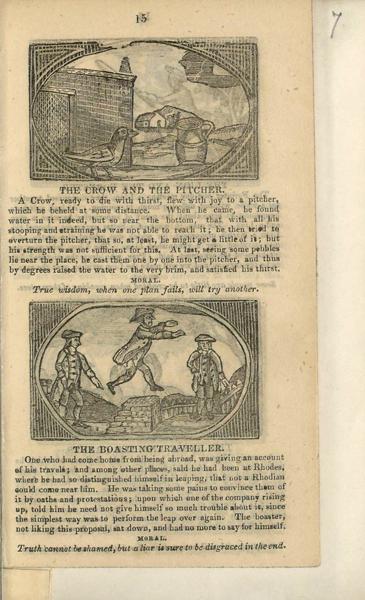 15
7
THE CROW AND THE PITCHER.
A Crow, ready to die with thirst, flew with joy to a pitcher,
which he beheld at some distance. When he came, he found
water in it indeed, but so near the bottom, that with all his
stooping and straining he was not able to reach it; he then tried to
overturn the pitcher, that so, at least, he might get a little of it; but
his strength was not sufficient for this. At last, seeing some pebbles
lie near the place, he cast them one by one into the pitcher, and thus
by degrees raised the water to the very brim, and satisfied his thirst.
MORAL.
True wisdom, when one plan fails, will try another.
THE BOASTING TRAVELLER.
One who had come home from being abroad, was giving an account
of his travels; and among other places, said he had been at Rhodes,
where he had so distinguished himself in leaping, that not a Rhodian
could come near him. He was taking some pains to convince them of
it by oaths and protestations; upon which one of the company rising
up, told him he need not give himself so much trouble about it, since
the simplest way was to perform the leap over again. The boaster,
not liking this proposal, sat down, and had no more to say for himself.
MORAL.
Truth cannot be shamed, but a liar is sure to be disgraced in the end.